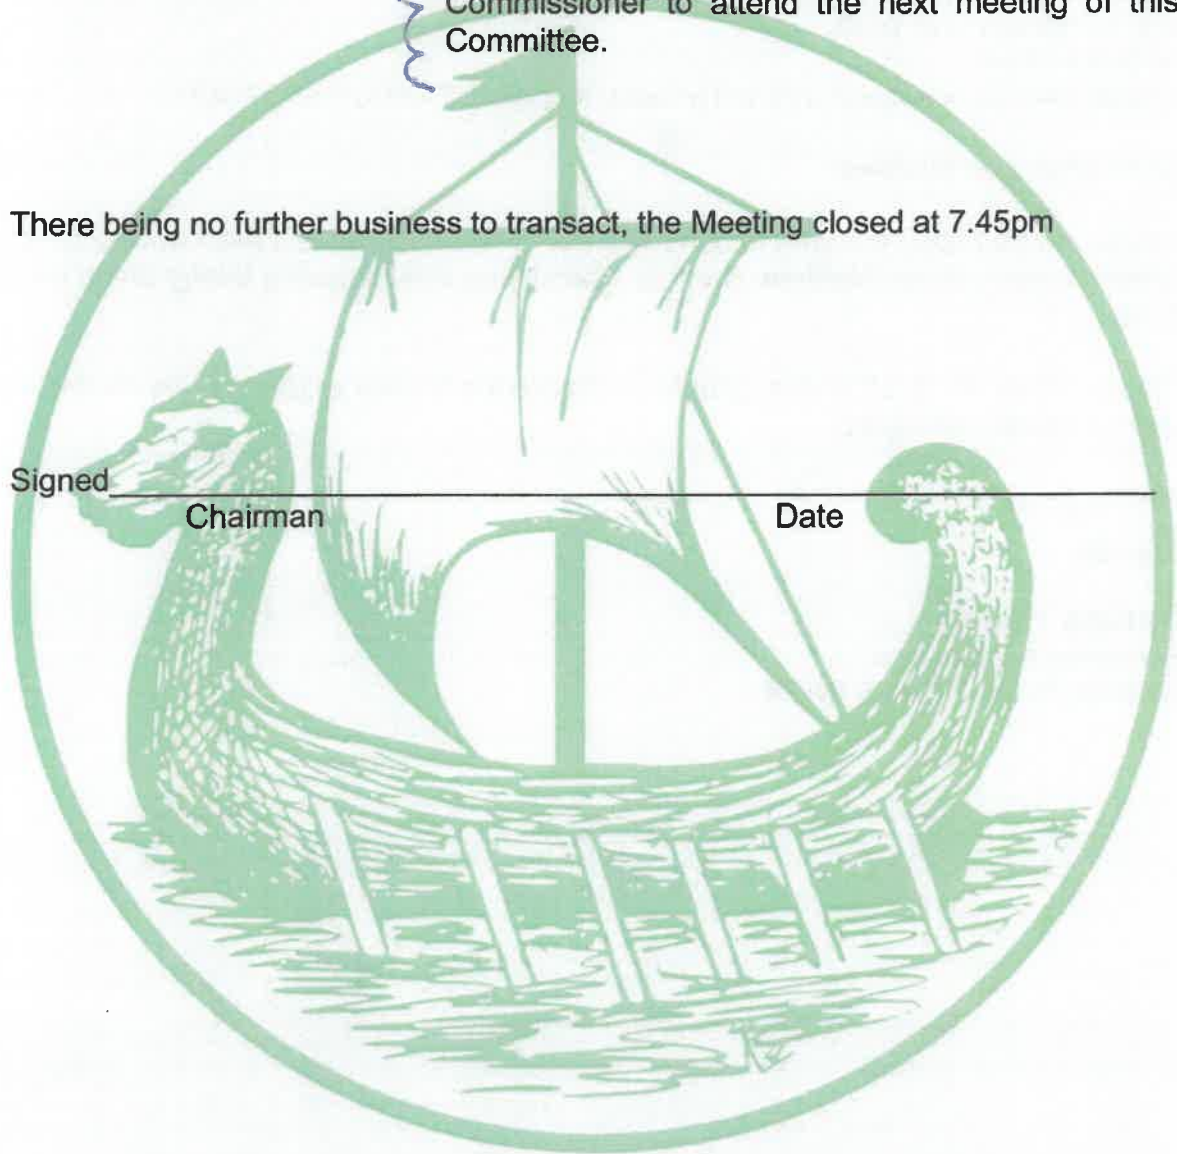 Commissioner to attend the next meeting of this
Committee.
There being no further business to transact, the Meeting closed at 7.45pm
Signed
Chairman Date